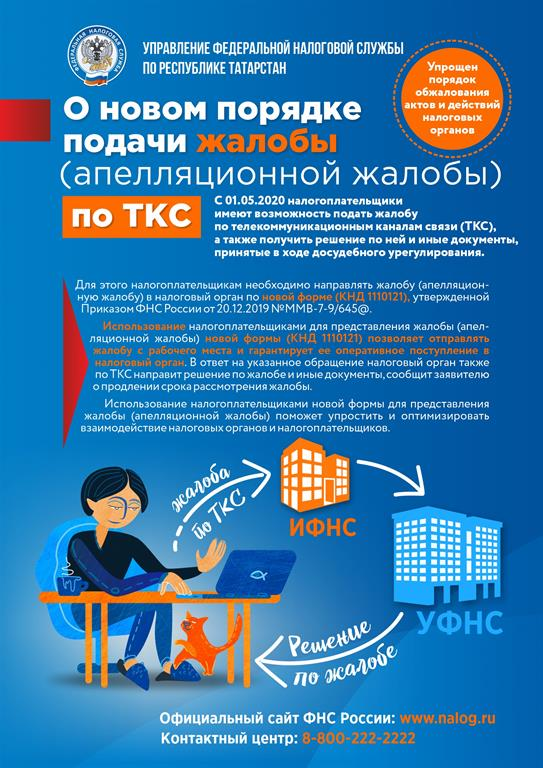 ФЕДЕРАЛЬНАЯ НАЛОГОВАЯ СЛУЖБА
УПРАВЛЕНИЕ ФЕДЕРАЛЬНОЙ НАЛОГОВОЙ СЛУЖБЫ
ПО РЕСПУБЛИКЕ ТАТАРСТАН
Упрощен
порядок
обжалования
актов и действий
налоговых
органов
О новом порядке
подачи жалобы
(апелляционной жалобы)
по ТКС
С 01.05.2020 налогоплательщики
имеют возможность подать жалобу
по телекоммуникационным каналам связи (ТКС),
а также получить решение по ней и иные документы,
принятые в ходе досудебного урегулирования.
Для этого налогоплательщикам необходимо направлять жалобу (апелляцион-
ную жалобу) в налоговый орган по новой форме (КНД 1110121), утвержденной
Приказом ФНС России от 20.12.2019 №ММВ-7-9/645@.
Использование налогоплательщиками для представления жалобы (апел-
ляционной жалобы) новой формы (КНД 1110121) позволяет отправлять
жалобу с рабочего места и гарантирует ее оперативное поступление в
налоговый орган. В ответ на указанное обращение налоговый орган также
по ТКС направит решение по жалобе и иные документы, сообщит заявителю
о продлении срока рассмотрения жалобы.
Использование налогоплательщиками новой формы для представления
жалобы (апелляционной жалобы) поможет упростить и оптимизировать
взаимодействие налоговых органов и налогоплательщиков.
жалоба
по ТКС
ИФНС
УФНС
Решение
по жалобе
Официальный сайт ФНС России: www.nalog.ru
Контактный центр: 8-800-222-2222